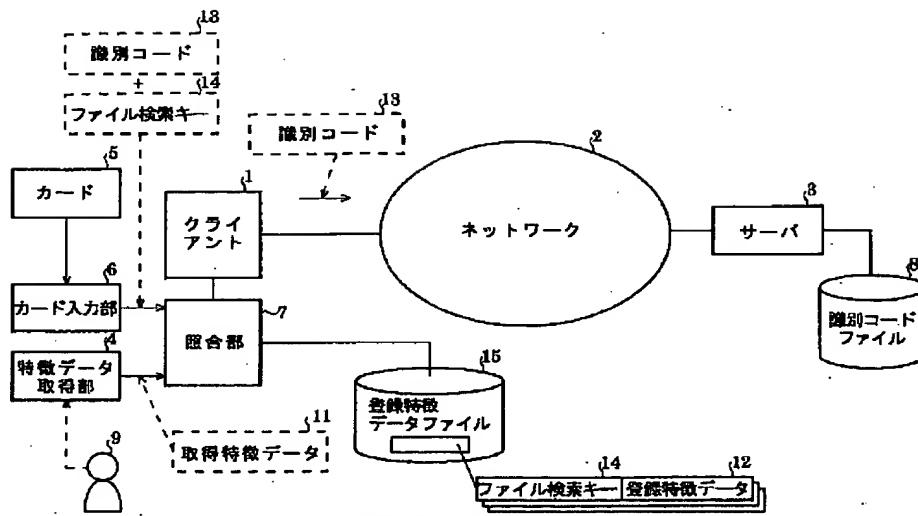 13
識別コード
+
14
ファイル検索キー
13
識別コード
2
ネットワーク
5
カード
1
クライ
アント
3
サーバ
8
識別コード
ファイル
6
カード入力部
7
照合部
4
特徴データ
取得部
15
登録特徴
データファイル
11
取得特徴データ
9
14
12
ファイル検索キー
登録特徴データ